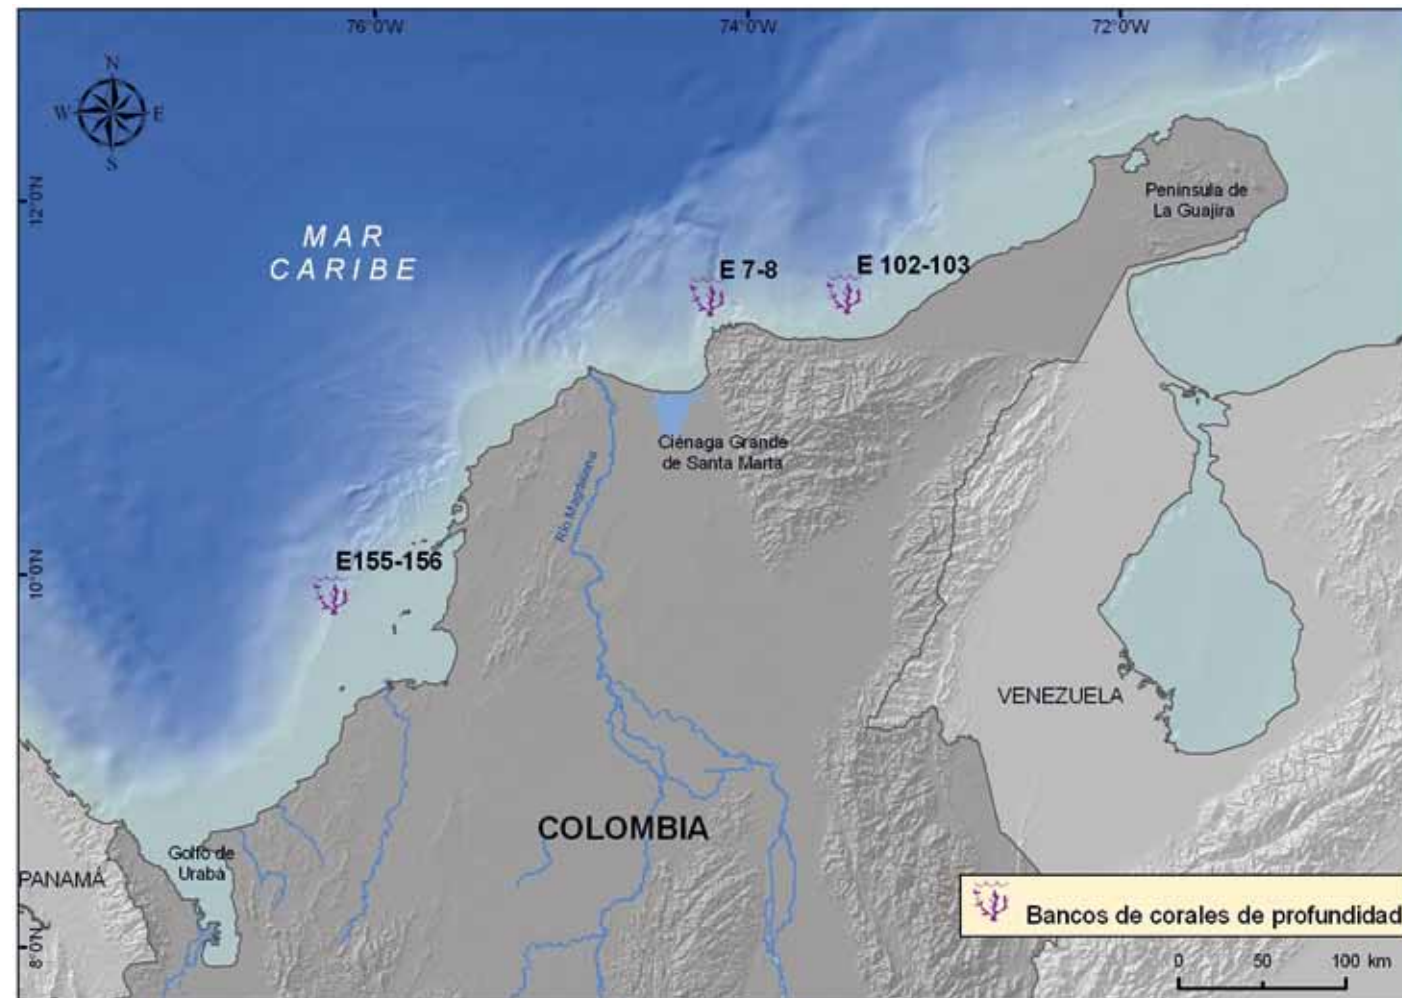 76°0'W
74°0'W
72°0'W
N
W
E
S
12°0'N
Península de
La Guajira
MAR
CARIBE
E 7-8
E 102-103
Ciénaga Grande
de Santa Marta
Río Magdalena
10°0'N
E155-156
VENEZUELA
COLOMBIA
Golfo de
Urabá
PANAMÁ
Bancos de corales de profundidad
8°0'N
0 50 100 km